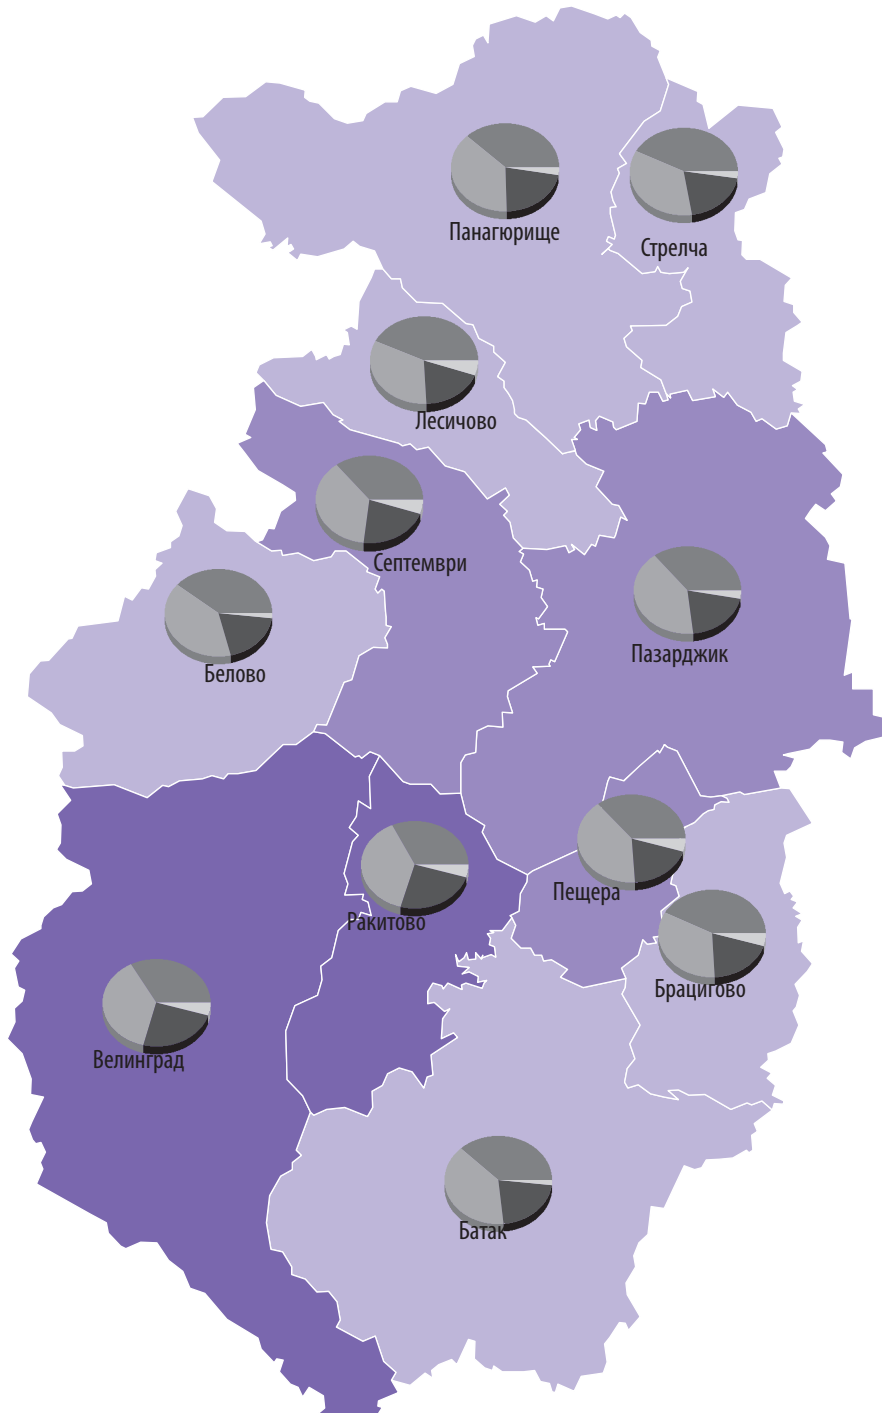 Панагюрище
Стрелча
Лесичово
Септември
Белово
Пазарджик
Пещера
Ракитово
Брацигово
Велинград
Батак